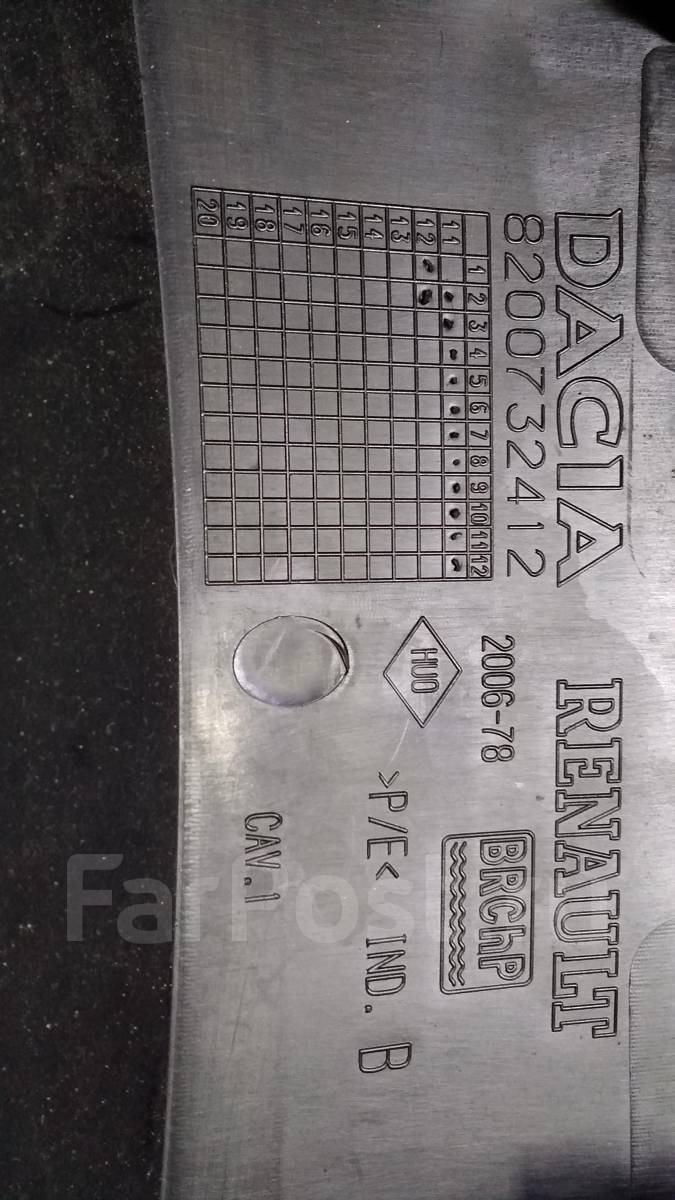 DACIA RENAULT
8200732412
1 2 3 4 5 6 7 8 9 10 11 12
11
12
13
14
15
16
17
18
19
20
2006-78
BRGhP
HUO
>P/E< IND. B
CAV.1
FarPost